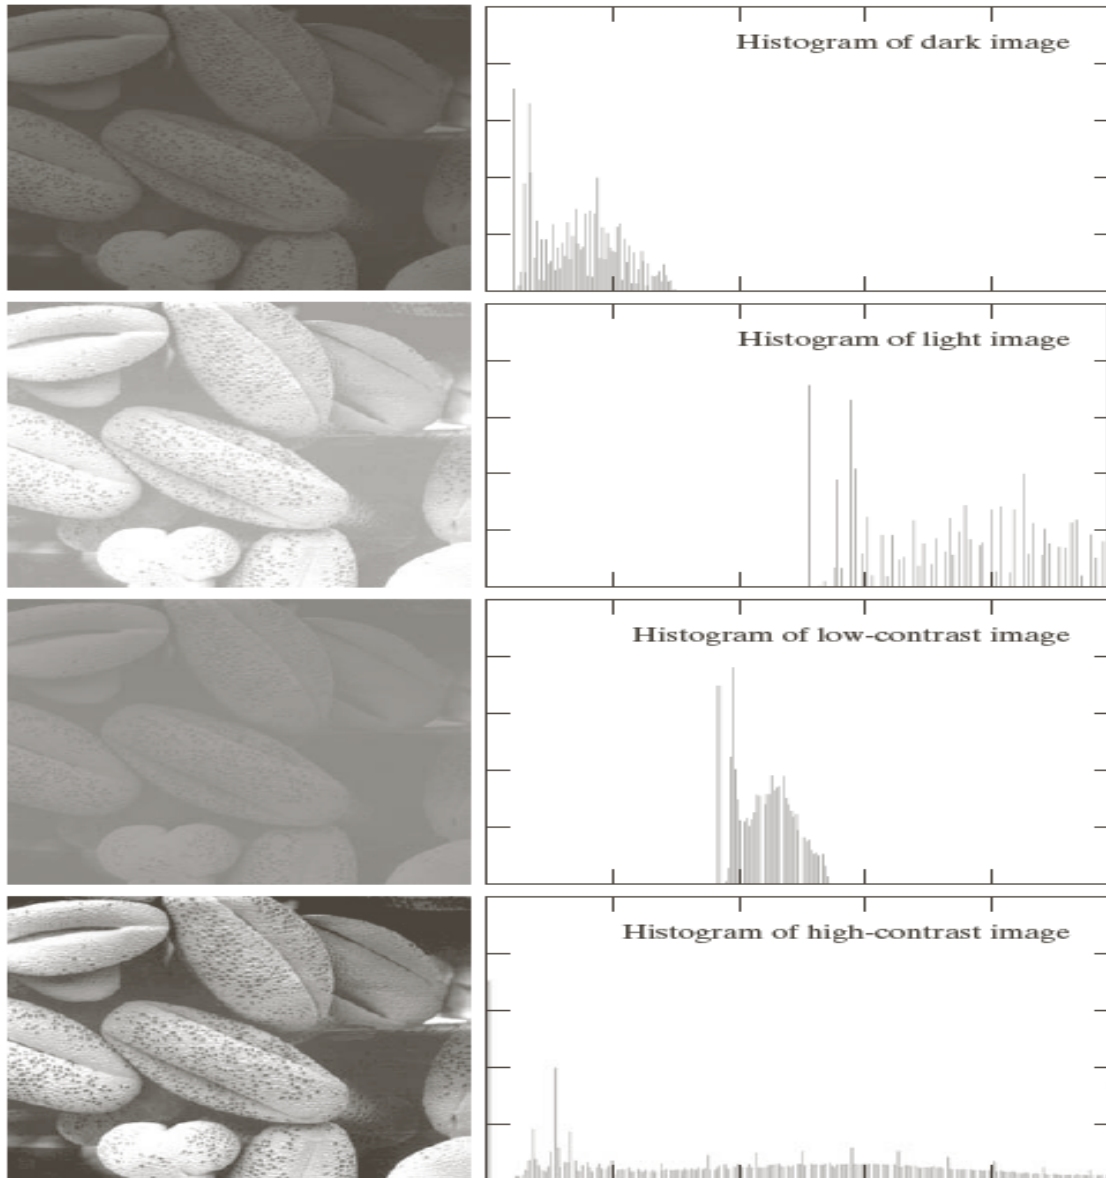 Histogram of dark image
Histogram of light image
Histogram of low-contrast image
Histogram of high-contrast image